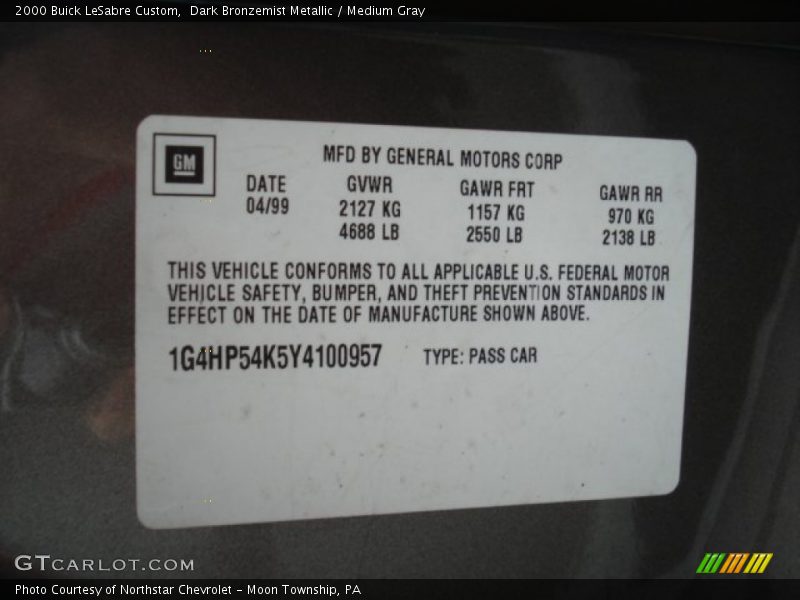 2000 Buick LeSabre Custom,  Dark Bronzemist Metallic / Medium Gray
GM
MFD BY GENERAL MOTORS CORP
DATE GVWR GAWR FRT GAWR RR
04/99 2127 KG 1157 KG 970 KG
4688 LB 2550 LB 2138 LB
THIS VEHICLE CONFORMS TO ALL APPLICABLE U.S. FEDERAL MOTOR
VEHICLE SAFETY, BUMPER, AND THEFT PREVENTION STANDARDS IN
EFFECT ON THE DATE OF MANUFACTURE SHOWN ABOVE.
1G4HP54K5Y4100957 TYPE: PASS CAR
GTCARLOT.COM
Photo Courtesy of Northstar Chevrolet - Moon Township, PA